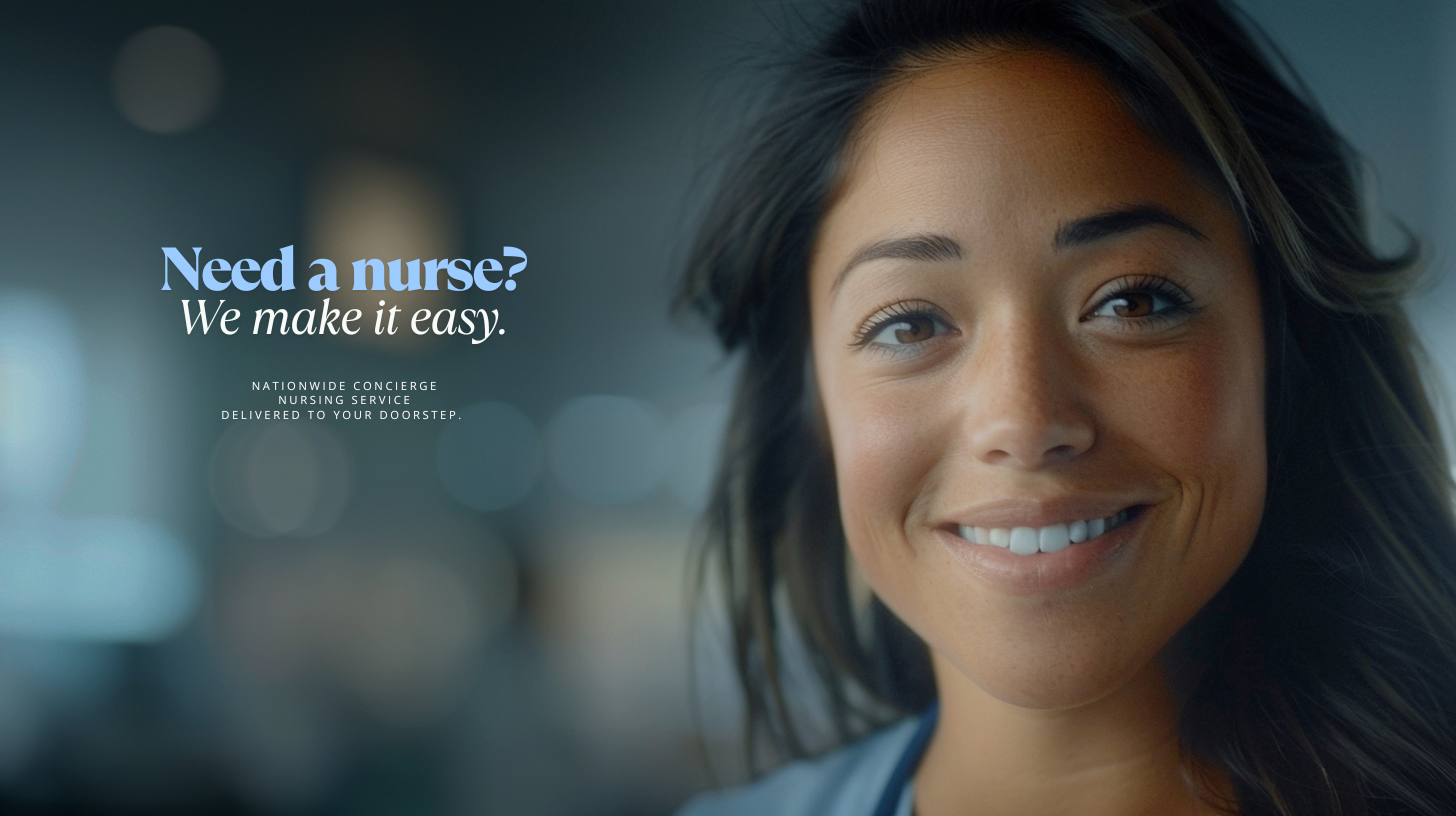 Need a nurse?
We make it easy.
NATIONWIDE CONCIERGE
NURSING SERVICE
DELIVERED TO YOUR DOORSTEP.